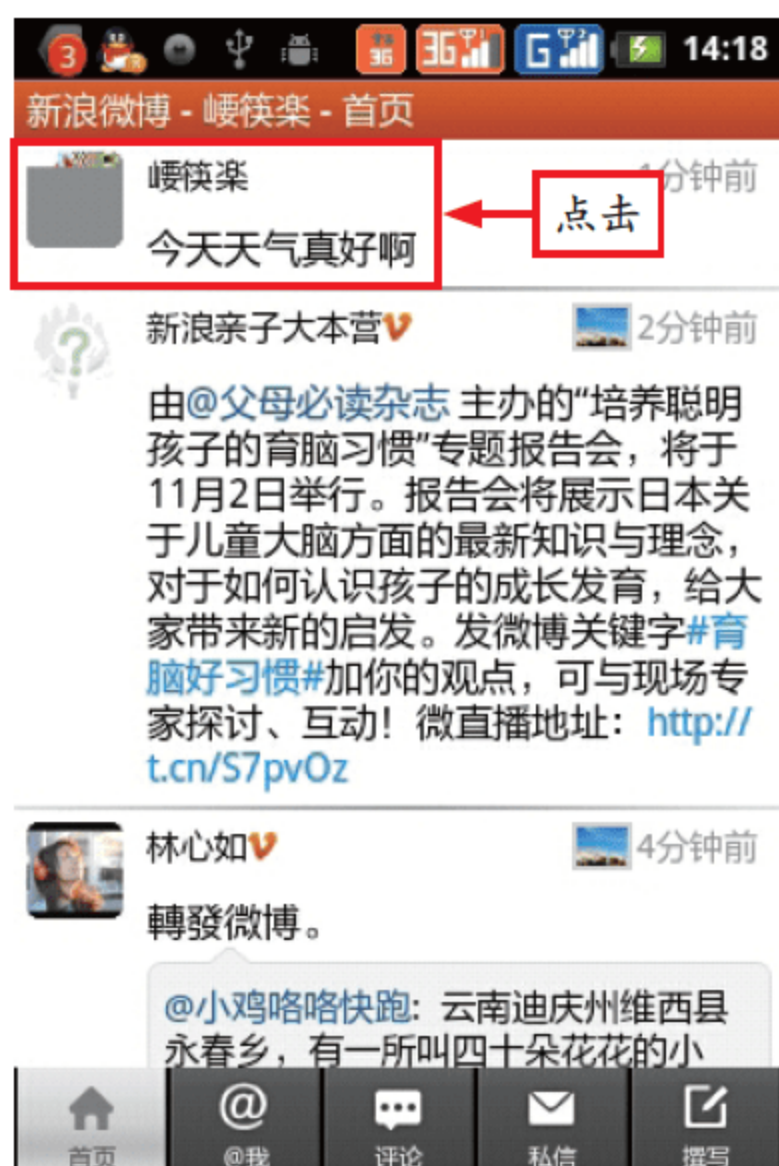 3
3G
3G
G
14:18
新浪微博 - 崾筷楽 - 首页
崾筷楽
1分钟前
点击
今天天气真好啊
新浪亲子大本营
2分钟前
由@父母必读杂志 主办的“培养聪明
孩子的育脑习惯”专题报告会，将于
11月2日举行。报告会将展示日本关
于儿童大脑方面的最新知识与理念，
对于如何认识孩子的成长发育，给大
家带来新的启发。发微博关键字#育
脑好习惯#加你的观点，可与现场专
家探讨、互动！微直播地址：http://
t.cn/S7pvOz
林心如
4分钟前
轉發微博。
@小鸡咯咯快跑：云南迪庆州维西县
永春乡，有一所叫四十朵花花的小
首页
@我
评论
私信
撰写